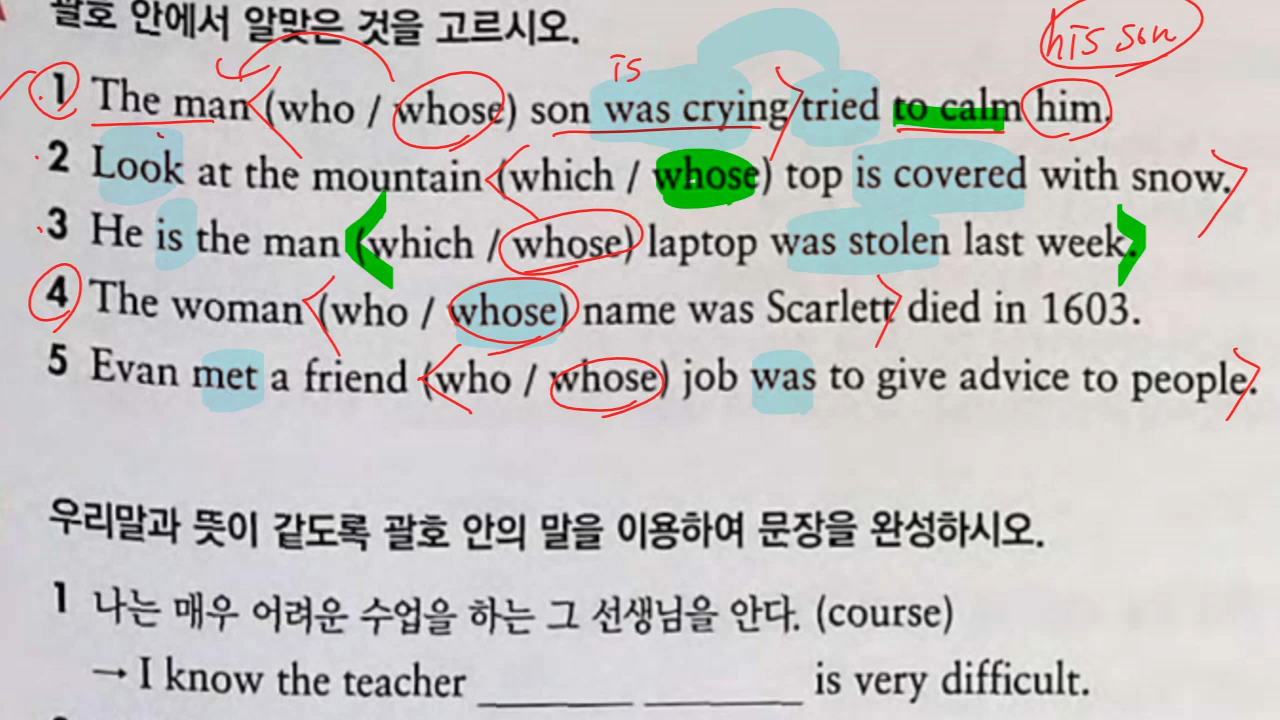 괄호 안에서 알맞은 것을 고르시오.
his son
is
1 The man (who / whose) son was crying tried to calm him.
2 Look at the mountain (which / whose) top is covered with snow.
3 He is the man (which / whose) laptop was stolen last week.
4 The woman (who / whose) name was Scarlett died in 1603.
5 Evan met a friend (who / whose) job was to give advice to people.
우리말과 뜻이 같도록 괄호 안의 말을 이용하여 문장을 완성하시오.
1 나는 매우 어려운 수업을 하는 그 선생님을 안다. (course)
→ I know the teacher ________ ________ is very difficult.